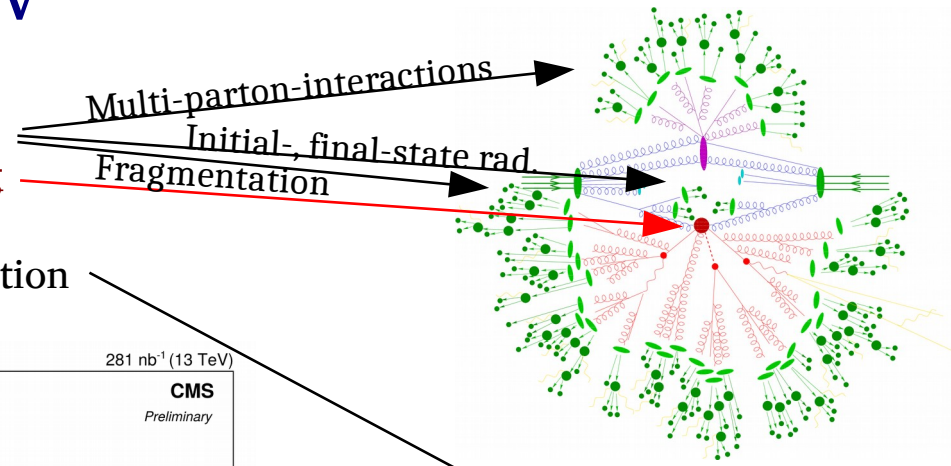 Multi-parton-interactions
Initial-, final-state rad.
Fragmentation
tion
281 nb⁻¹ (13 TeV)
CMS
Preliminary